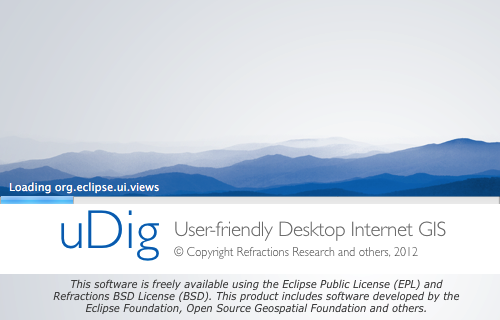 Loading org.eclipse.ui.views
uDig
User-friendly Desktop Internet GIS
© Copyright Refractions Research and others, 2012
This software is freely available using the Eclipse Public License (EPL) and
Refractions BSD License (BSD). This product includes software developed by the
Eclipse Foundation, Open Source Geospatial Foundation and others.